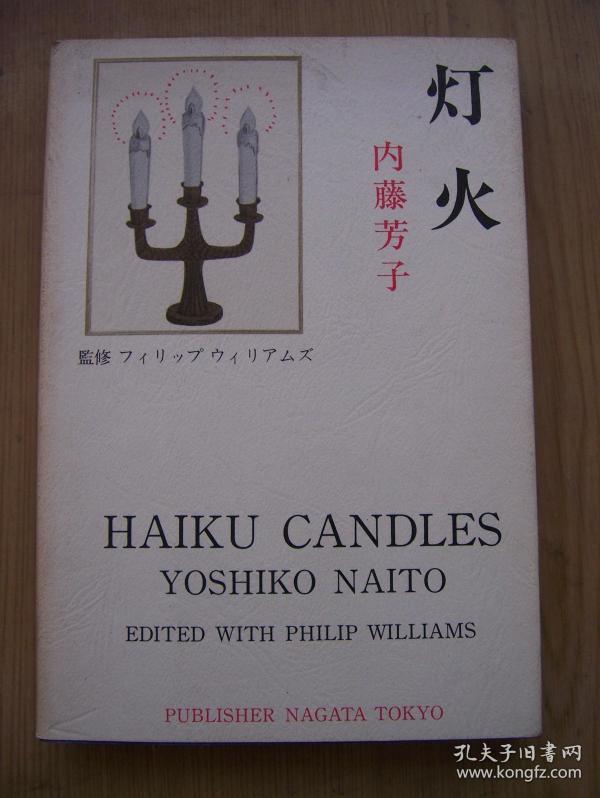 灯火
内藤芳子
監修 フィリップ ウィリアムズ
HAIKU CANDLES
YOSHIKO NAITO
EDITED WITH PHILIP WILLIAMS
PUBLISHER NAGATA TOKYO
孔夫子旧书网
www.kongfz.com